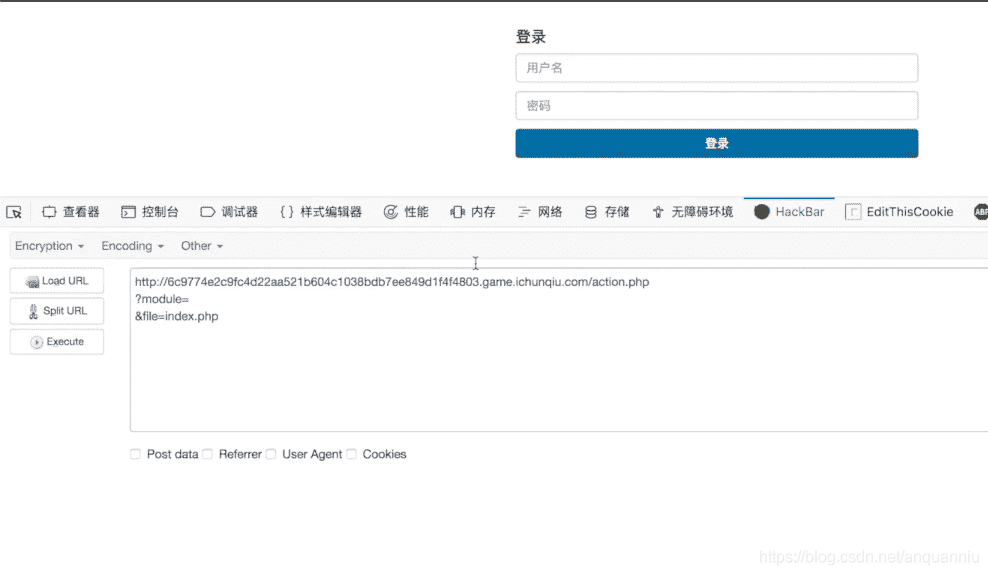 登录
用户名
密码
登录
查看器 控制台 调试器 { } 样式编辑器 性能 内存 网络 存储 无障碍环境 HackBar EditThisCookie ABP
Encryption Encoding Other
Load URL
Split URL
Execute
http://6c9774e2c9fc4d22aa521b604c1038bdb7ee849d1f4f4803.game.ichunqiu.com/action.php
?module=
&file=index.php
Post data Referrer User Agent Cookies
https://blog.csdn.net/anquanniu